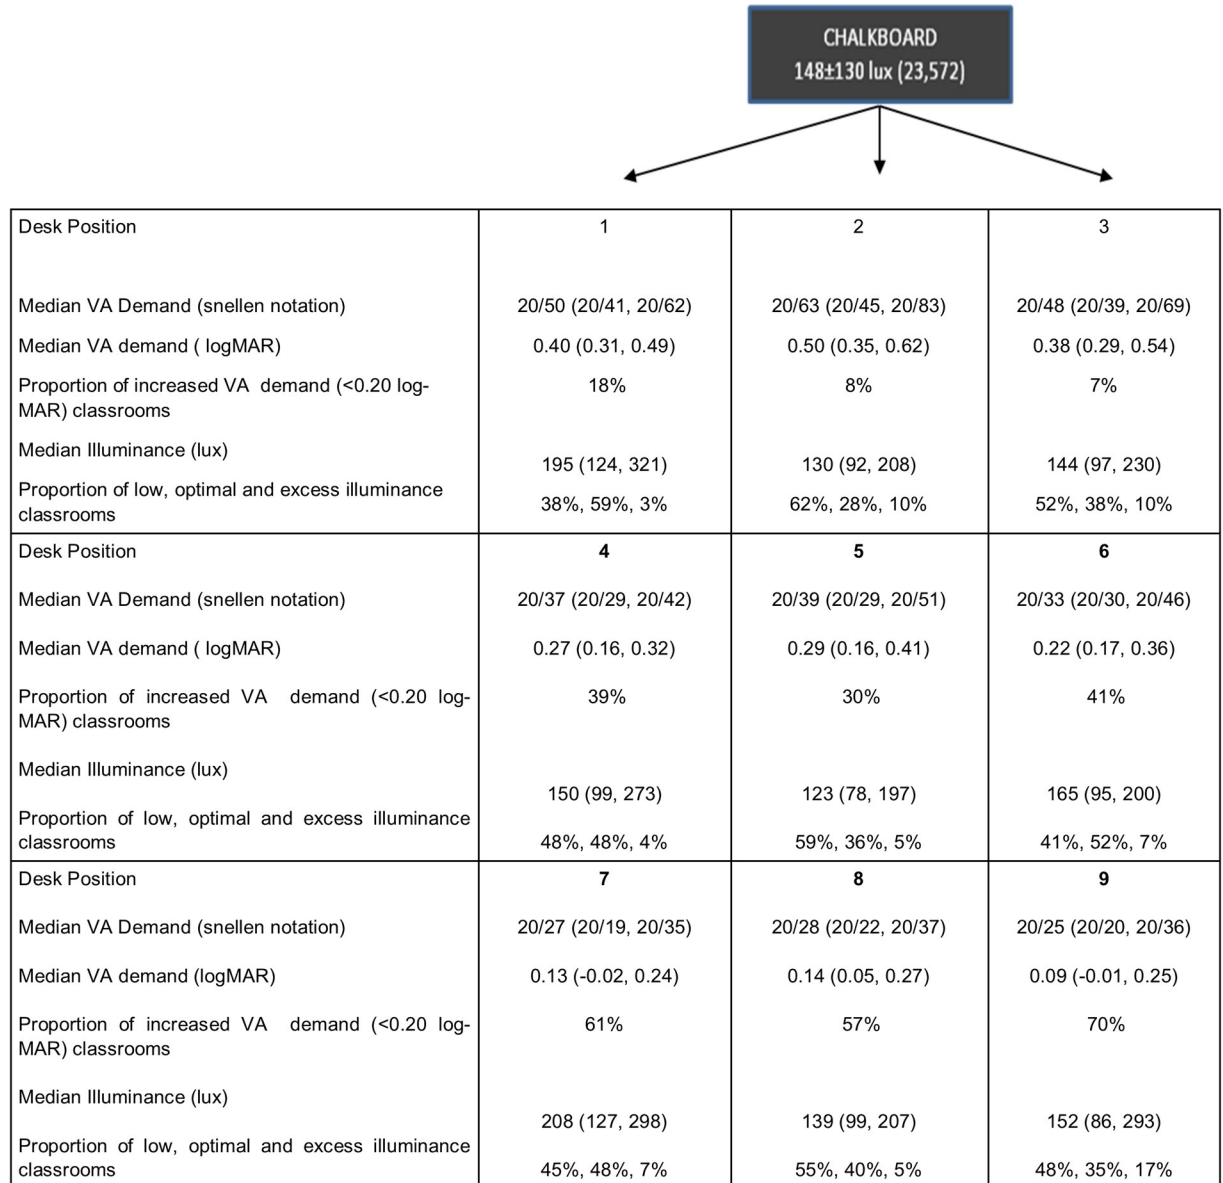 CHALKBOARD
148±130 lux (23,572)
Desk Position 1 2 3
Median VA Demand (snellen notation) 20/50 (20/41, 20/62) 20/63 (20/45, 20/83) 20/48 (20/39, 20/69)
Median VA demand ( logMAR) 0.40 (0.31, 0.49) 0.50 (0.35, 0.62) 0.38 (0.29, 0.54)
Proportion of increased VA demand (<0.20 log- 18% 8% 7%
MAR) classrooms
Median Illuminance (lux)
195 (124, 321) 130 (92, 208) 144 (97, 230)
Proportion of low, optimal and excess illuminance
classrooms 38%, 59%, 3% 62%, 28%, 10% 52%, 38%, 10%
Desk Position 4 5 6
Median VA Demand (snellen notation) 20/37 (20/29, 20/42) 20/39 (20/29, 20/51) 20/33 (20/30, 20/46)
Median VA demand ( logMAR) 0.27 (0.16, 0.32) 0.29 (0.16, 0.41) 0.22 (0.17, 0.36)
Proportion of increased VA demand (<0.20 log- 39% 30% 41%
MAR) classrooms
Median Illuminance (lux)
150 (99, 273) 123 (78, 197) 165 (95, 200)
Proportion of low, optimal and excess illuminance
classrooms 48%, 48%, 4% 59%, 36%, 5% 41%, 52%, 7%
Desk Position 7 8 9
Median VA Demand (snellen notation) 20/27 (20/19, 20/35) 20/28 (20/22, 20/37) 20/25 (20/20, 20/36)
Median VA demand (logMAR) 0.13 (-0.02, 0.24) 0.14 (0.05, 0.27) 0.09 (-0.01, 0.25)
Proportion of increased VA demand (<0.20 log- 61% 57% 70%
MAR) classrooms
Median Illuminance (lux)
208 (127, 298) 139 (99, 207) 152 (86, 293)
Proportion of low, optimal and excess illuminance
classrooms 45%, 48%, 7% 55%, 40%, 5% 48%, 35%, 17%